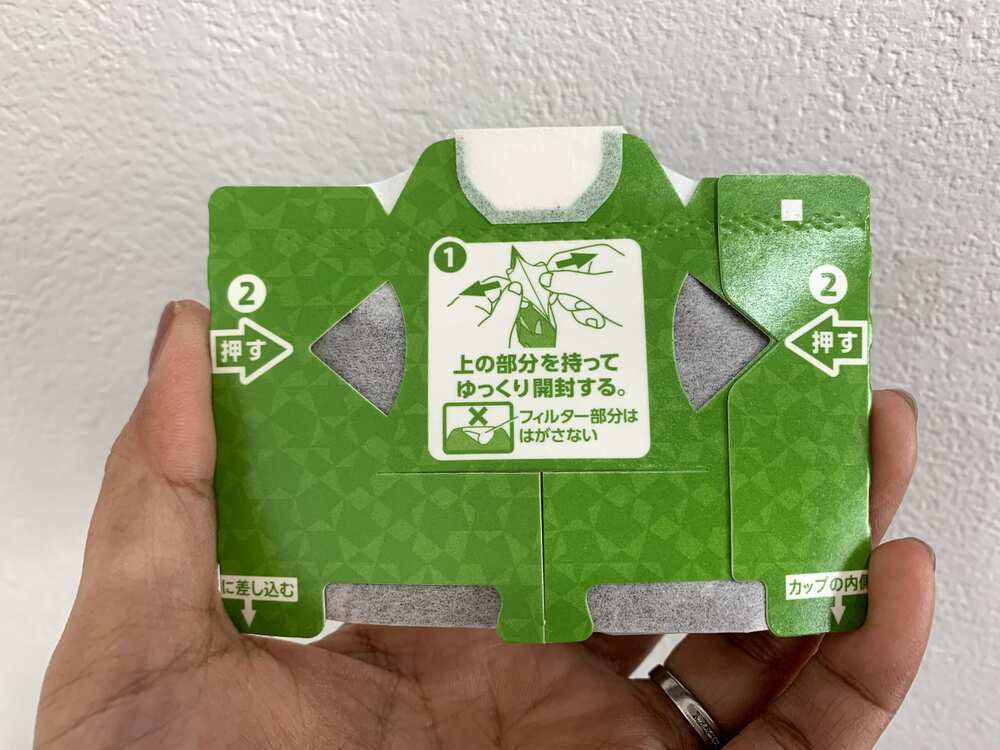 1
上の部分を持って
ゆっくり開封する。
フィルター部分は
はがさない
2
押す
2
押す
に差し込む
カップの内側